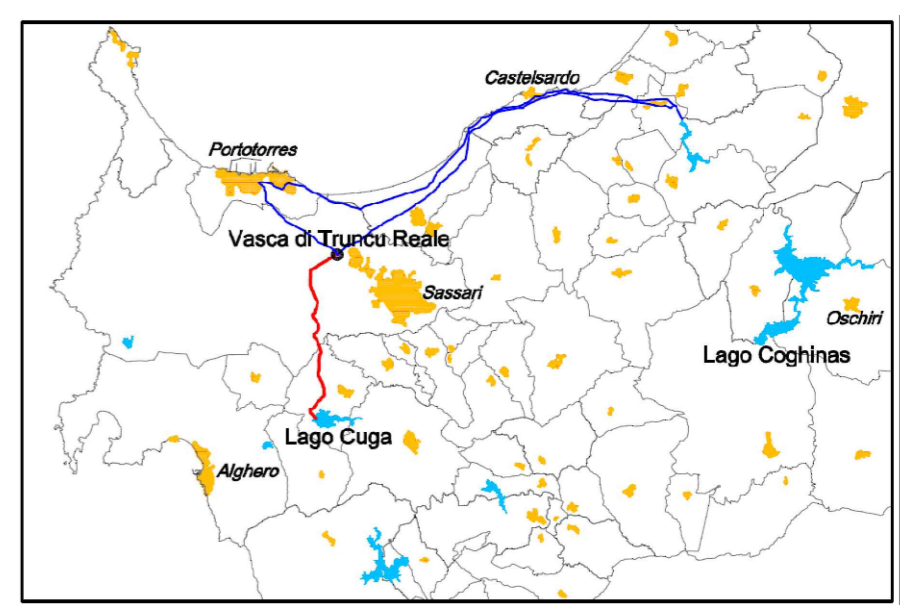 Castelsardo
Portotorres
Vasca di Truncu Reale
Sassari
Oschiri
Lago Coghinas
Lago Cuga
Alghero